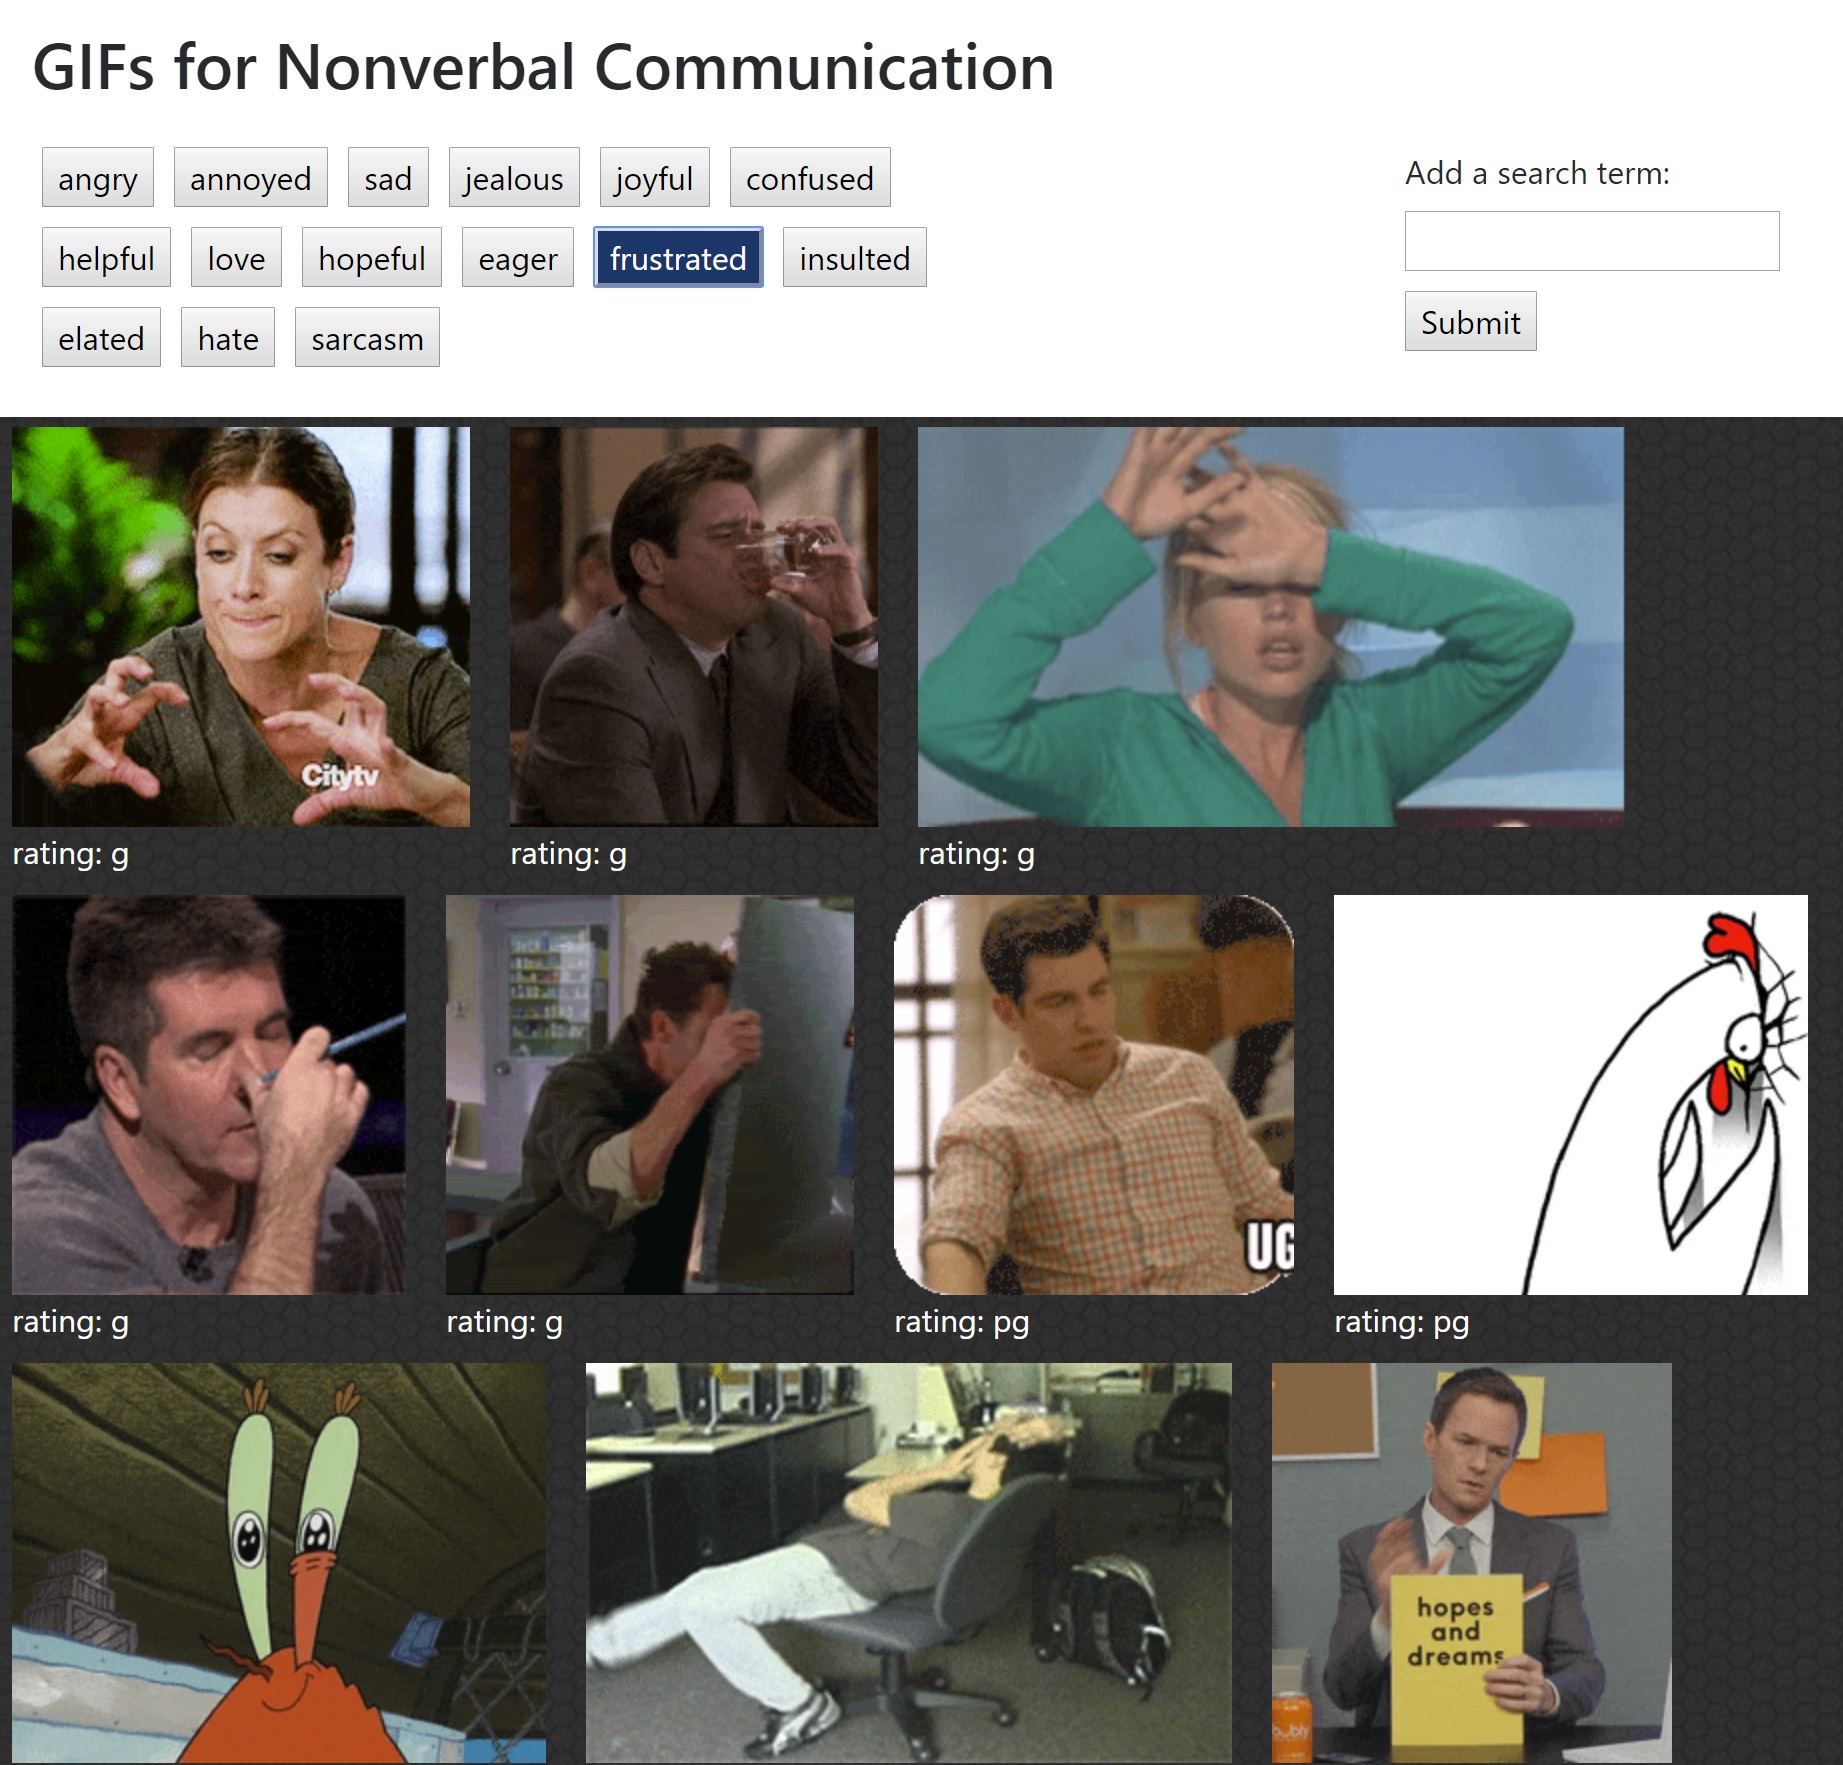 GIFs for Nonverbal Communication
angry annoyed sad jealous joyful confused
Add a search term:
helpful love hopeful eager frustrated insulted
Submit
elated hate sarcasm
Citytv
rating: g rating: g rating: g
UG
rating: g rating: g rating: pg rating: pg
hopes
and
dreams
bubly